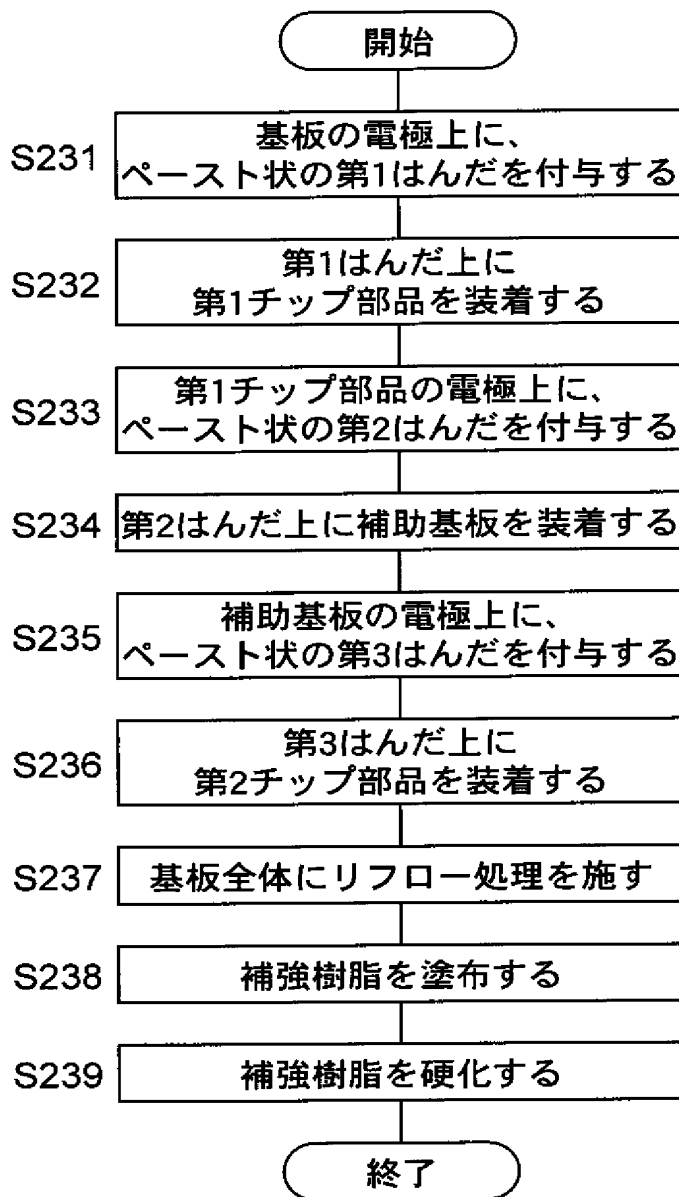 開始
S231
基板の電極上に、
ペースト状の第1はんだを付与する
S232
第1はんだ上に
第1チップ部品を装着する
S233
第1チップ部品の電極上に、
ペースト状の第2はんだを付与する
S234
第2はんだ上に補助基板を装着する
S235
補助基板の電極上に、
ペースト状の第3はんだを付与する
S236
第3はんだ上に
第2チップ部品を装着する
S237
基板全体にリフロー処理を施す
S238
補強樹脂を塗布する
S239
補強樹脂を硬化する
終了